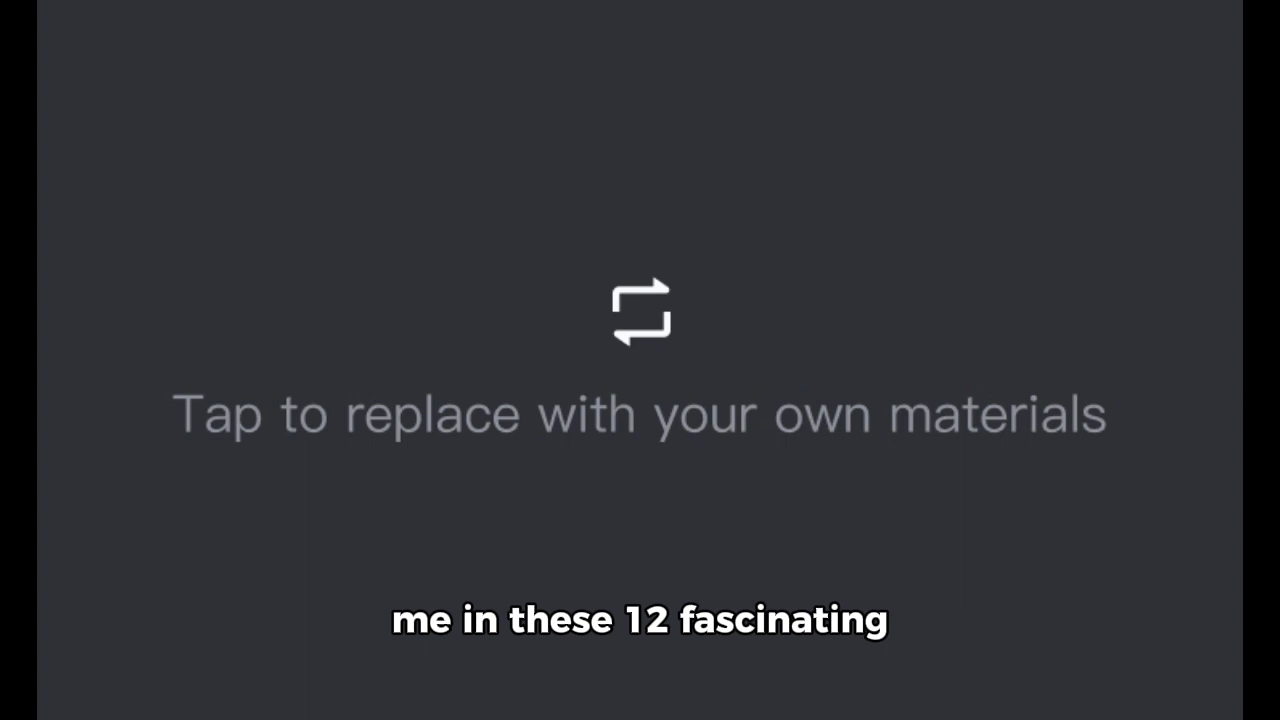 Tap to replace with your own materials
me in these 12 fascinating